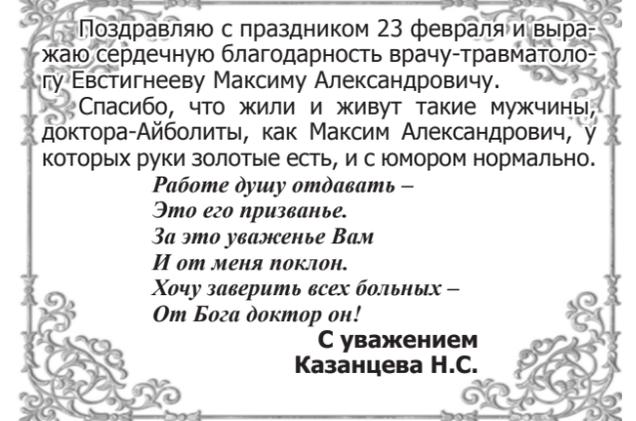 Поздравляю с праздником 23 февраля и выра-
жаю сердечную благодарность врачу-травматоло-
гу Евстигнееву Максиму Александровичу.
Спасибо, что жили и живут такие мужчины,
доктора-Айболиты, как Максим Александрович, у
которых руки золотые есть, и с юмором нормально.
Работе душу отдавать –
Это его призванье.
За это уваженье Вам
И от меня поклон.
Хочу заверить всех больных –
От Бога доктор он!
С уважением
Казанцева Н.С.